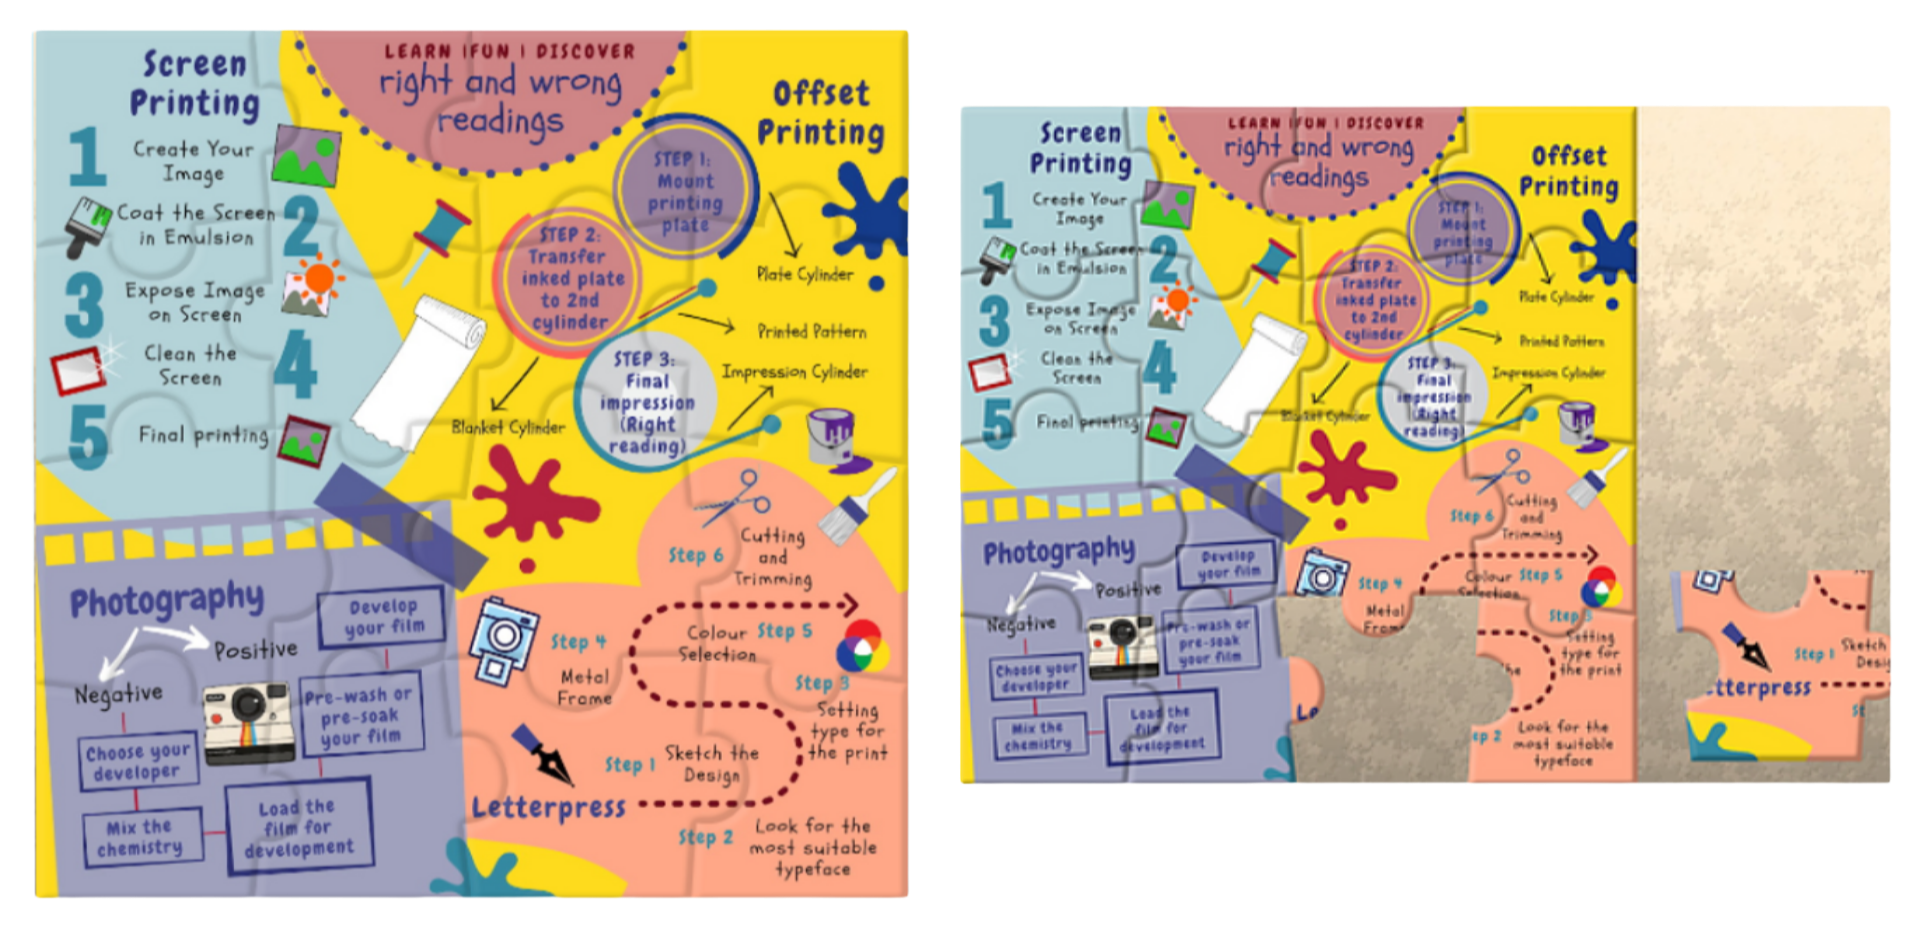 Screen
Printing
1
Create Your
Image
Coat the Screen
in Emulsion
2
3
Expose Image
on Screen
Clean the
Screen
4
5
Final printing
LEARN | FUN | DISCOVER
right and wrong
readings
Offset
Printing
STEP 1:
Mount
printing
plate
STEP 2:
Transfer
inked plate
to 2nd
cylinder
Plate Cylinder
Printed Pattern
STEP 3:
Final
impression
(Right
reading)
Impression Cylinder
Blanket Cylinder
Photography
Positive
Negative
Develop
your film
Pre-wash or
pre-soak
your film
Choose your
developer
Mix the
chemistry
Load the
film for
development
Step 6
Cutting
and
Trimming
Step 4
Metal
Frame
Colour
Selection
Step 5
Step 3
Setting
type for
the print
Step 1
Sketch the
Design
Letterpress
Step 2
Look for the
most suitable
typeface
Screen
Printing
1
Create Your
Image
Coat the Screen
in Emulsion
2
3
Expose Image
on Screen
Clean the
Screen
4
5
Final printing
LEARN | FUN | DISCOVER
right and wrong
readings
Offset
Printing
STEP 1:
Mount
printing
plate
STEP 2:
Transfer
inked plate
to 2nd
cylinder
Plate Cylinder
Printed Pattern
STEP 3:
Final
impression
(Right
reading)
Impression Cylinder
Blanket Cylinder
Photography
Positive
Negative
Develop
your film
Pre-wash or
pre-soak
your film
Choose your
developer
Mix the
chemistry
Load the
film for
development
Step 6
Cutting
and
Trimming
Step 4
Metal
Frame
Colour
Selection
Step 5
Step 3
Setting
type for
the print
he
Le
ep 2
Look for the
most suitable
typeface
Step 1
Sketch
Desig
tterpress
St